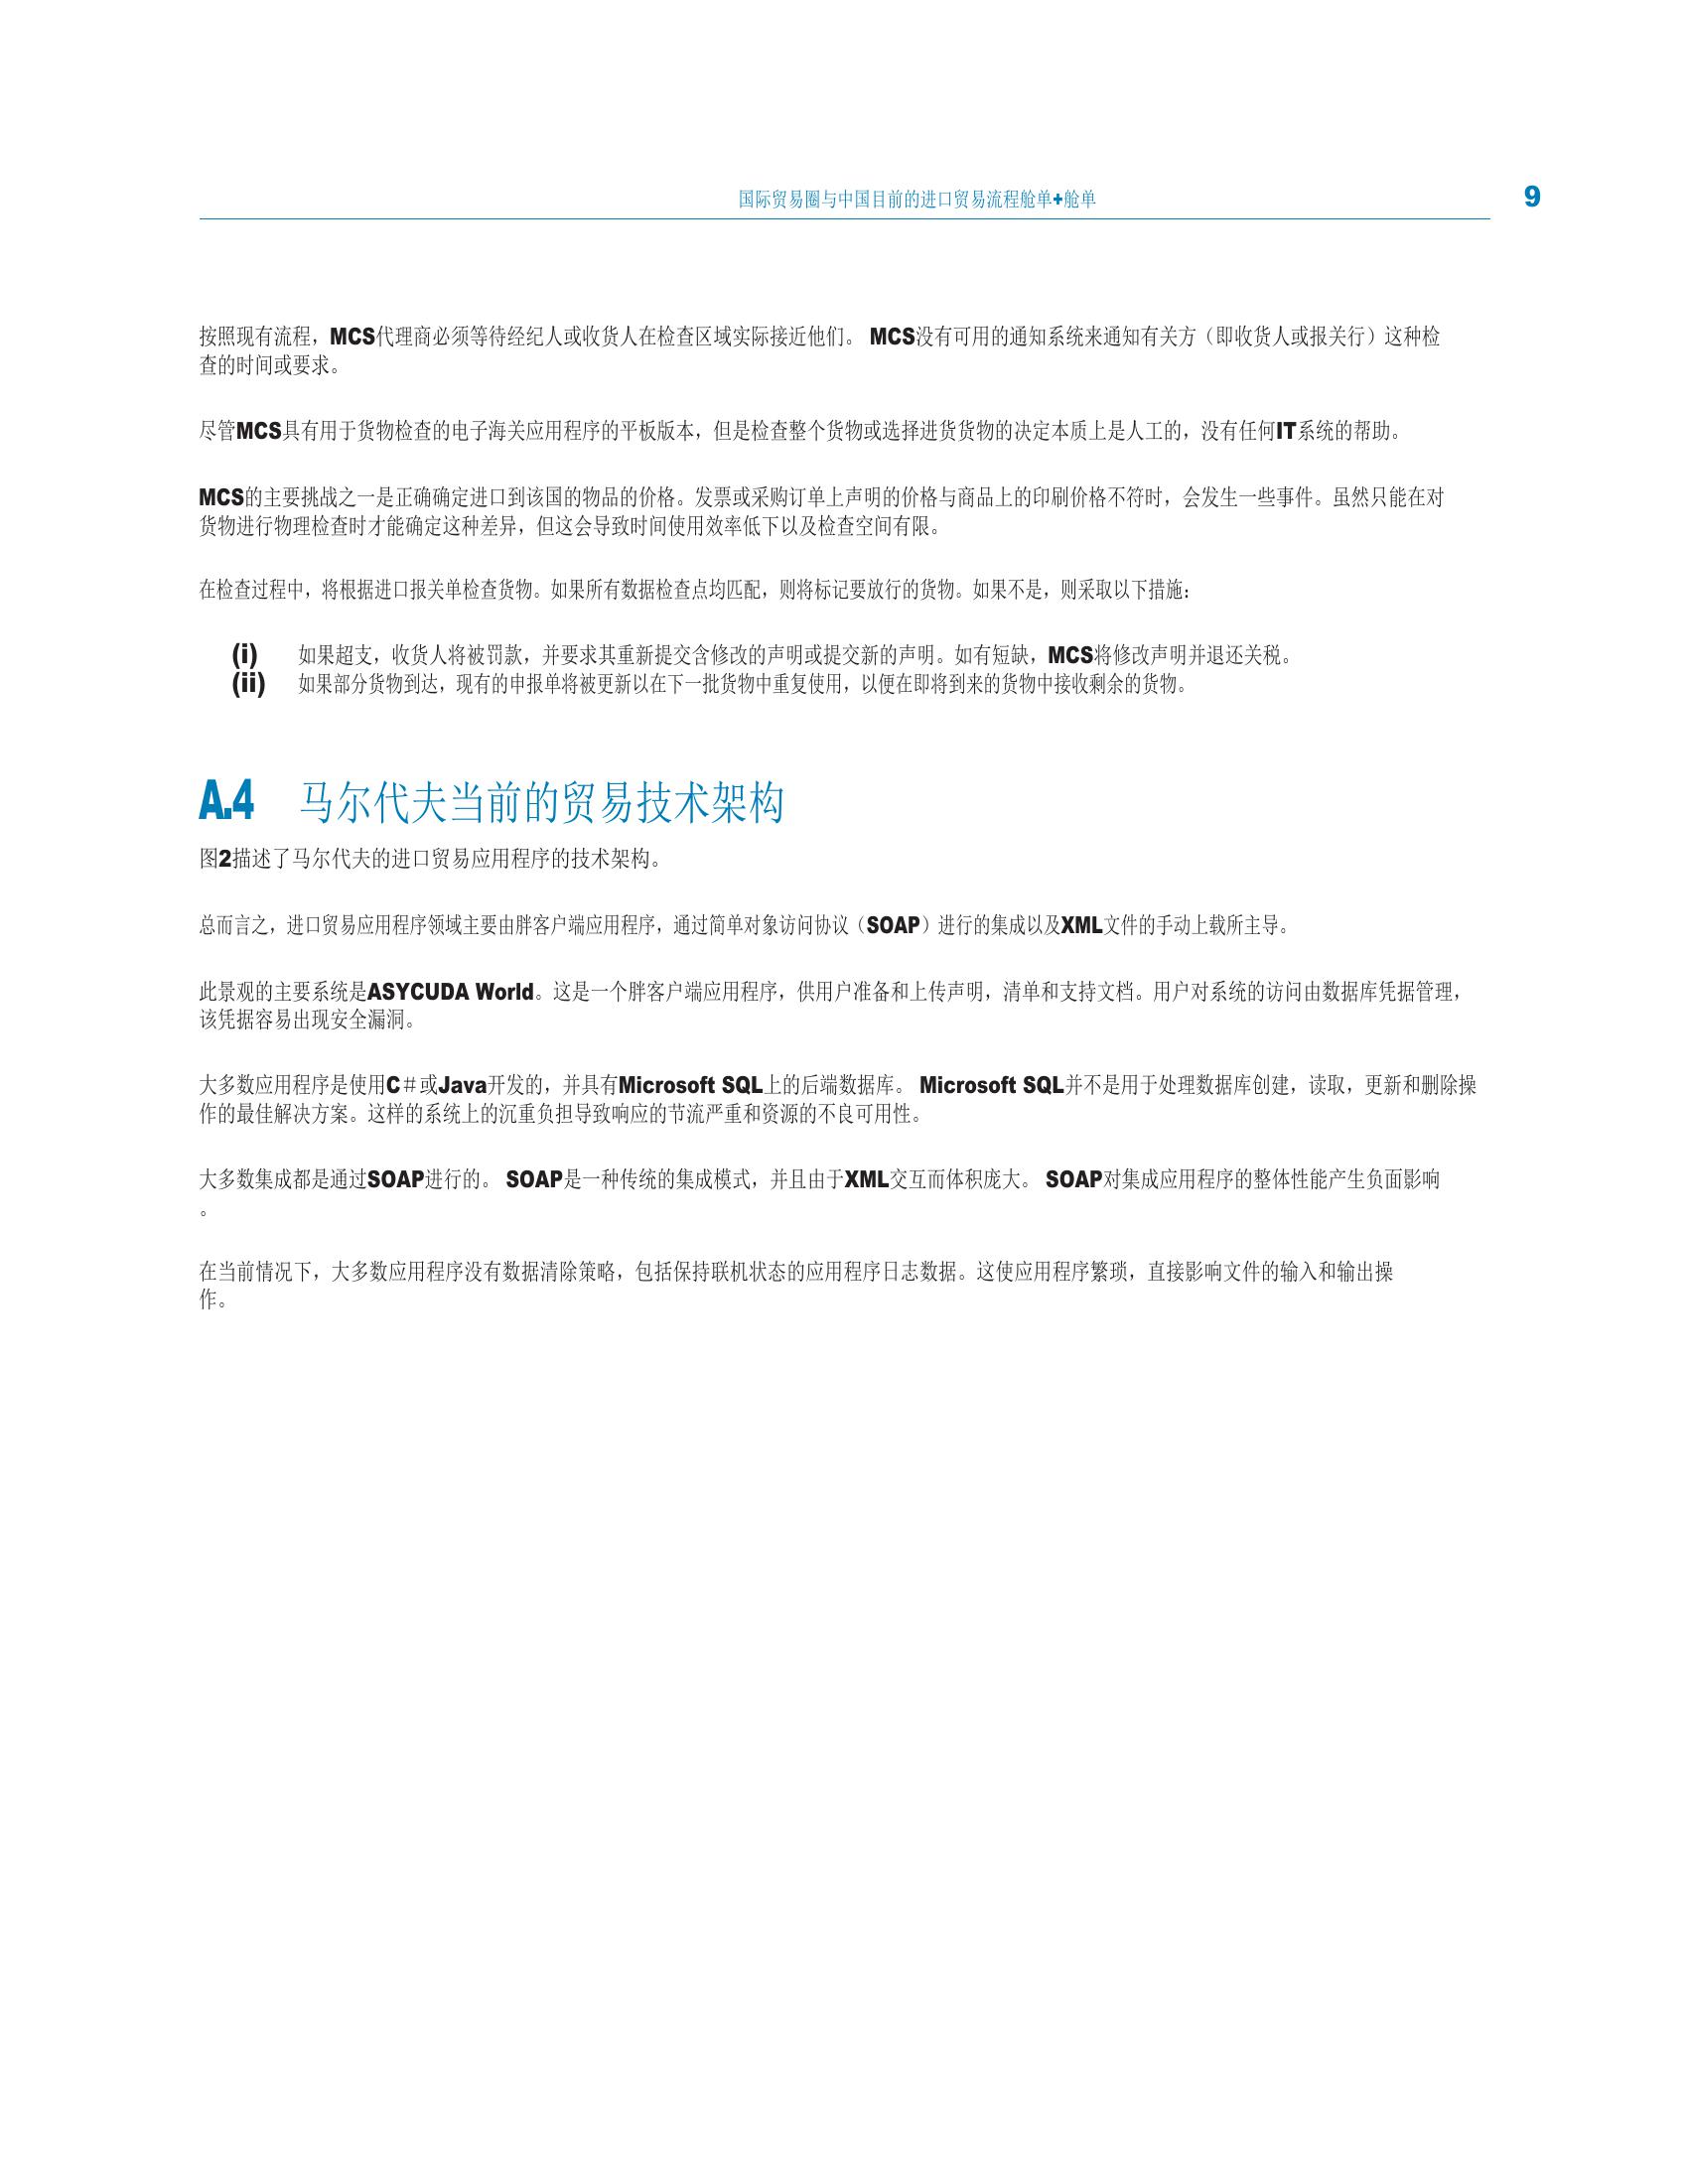 国际贸易圈与中国目前的进口贸易流程舱单+舱单 9
按照现有流程，MCS代理商必须等待经纪人或收货人在检查区域实际接近他们。 MCS没有可用的通知系统来通知有关方（即收货人或报关行）这种检
查的时间或要求。
尽管MCS具有用于货物检查的电子海关应用程序的平板版本，但是检查整个货物或选择进货货物的决定本质上是人工的，没有任何IT系统的帮助。
MCS的主要挑战之一是正确确定进口到该国的物品的价格。发票或采购订单上声明的价格与商品上的印刷价格不符时，会发生一些事件。虽然只能在对
货物进行物理检查时才能确定这种差异，但这会导致时间使用效率低下以及检查空间有限。
在检查过程中，将根据进口报关单检查货物。如果所有数据检查点均匹配，则将标记要放行的货物。如果不是，则采取以下措施:
(i) 如果超支，收货人将被罚款，并要求其重新提交含修改的声明或提交新的声明。如有短缺，MCS将修改声明并退还关税。
(ii) 如果部分货物到达，现有的申报单将被更新以在下一批货物中重复使用，以便在即将到来的货物中接收剩余的货物。
A.4 马尔代夫当前的贸易技术架构
图2描述了马尔代夫的进口贸易应用程序的技术架构。
总而言之，进口贸易应用程序领域主要由胖客户端应用程序，通过简单对象访问协议（SOAP）进行的集成以及XML文件的手动上载所主导。
此景观的主要系统是ASYCUDA World。这是一个胖客户端应用程序，供用户准备和上传声明，清单和支持文档。用户对系统的访问由数据库凭据管理，
该凭据容易出现安全漏洞。
大多数应用程序是使用C＃或Java开发的，并具有Microsoft SQL上的后端数据库。 Microsoft SQL并不是用于处理数据库创建，读取，更新和删除操
作的最佳解决方案。这样的系统上的沉重负担导致响应的节流严重和资源的不良可用性。
大多数集成都是通过SOAP进行的。 SOAP是一种传统的集成模式，并且由于XML交互而体积庞大。 SOAP对集成应用程序的整体性能产生负面影响
。
在当前情况下，大多数应用程序没有数据清除策略，包括保持联机状态的应用程序日志数据。这使应用程序繁琐，直接影响文件的输入和输出操
作。